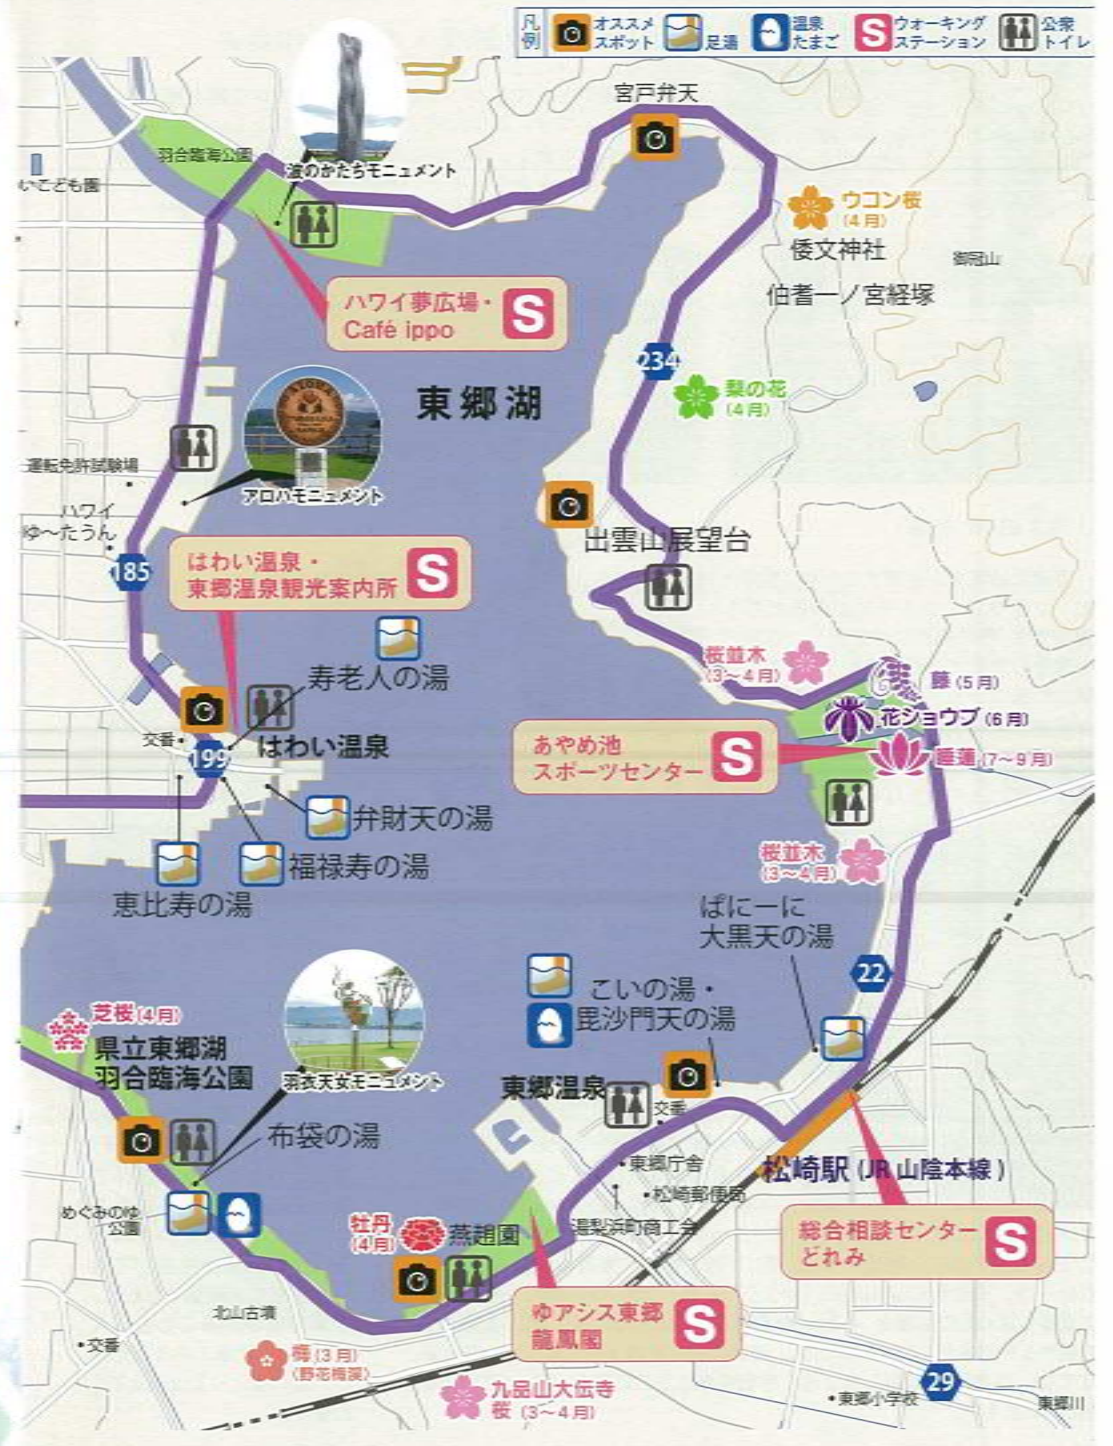 凡例
オススメ
スポット
足湯
温泉
たまご
S
ウォーキング
ステーション
公衆
トイレ
宮戸弁天
羽合臨海公園
波のかたちモニュメント
いこども園
ウコン桜
(4月)
倭文神社
御冠山
伯耆一ノ宮経塚
ハワイ夢広場・
Café ippo
S
234
東郷湖
梨の花
(4月)
運転免許試験場
アロハモニュメント
ハワイ
ゆ〜たうん
出雲山展望台
185
はわい温泉・
東郷温泉観光案内所
S
桜並木
(3〜4月)
藤(5月)
寿老人の湯
花ショウブ(6月)
交番
はわい温泉
199
あやめ池
スポーツセンター
S
睡蓮(7〜9月)
弁財天の湯
福禄寿の湯
恵比寿の湯
桜並木
(3〜4月)
ぱにーに
大黒天の湯
22
こいの湯・
毘沙門天の湯
芝桜(4月)
県立東郷湖
羽合臨海公園
羽衣天女モニュメント
東郷温泉
交番
布袋の湯
東郷庁舎
松崎駅(JR山陰本線)
松崎郵便局
めぐみのゆ
公園
牡丹
(4月)
燕趙園
湯梨浜町商工会
総合相談センター
どれみ
S
北山古墳
ゆアシス東郷
龍鳳閣
S
交番
梅(3月)
(野花梅渓)
九品山大伝寺
桜(3〜4月)
29
東郷小学校
東郷川